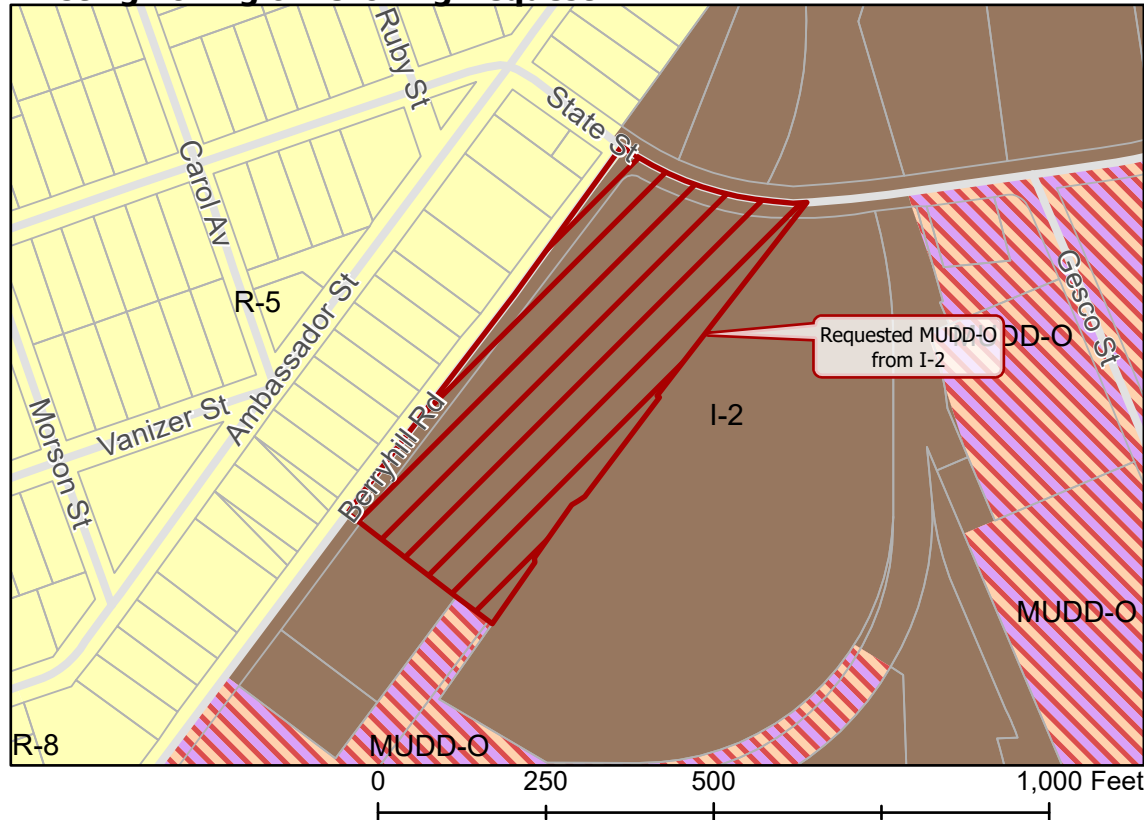 Ruby St
State St
Carol Av
R-5
Ambassador St
Gesco St
Requested MUDD-O
from I-2
DD-O
I-2
Vanizer St
Morson St
Berryhill Rd
MUDD-O
R-8
MUDD-O
0 250 500 1,000 Feet